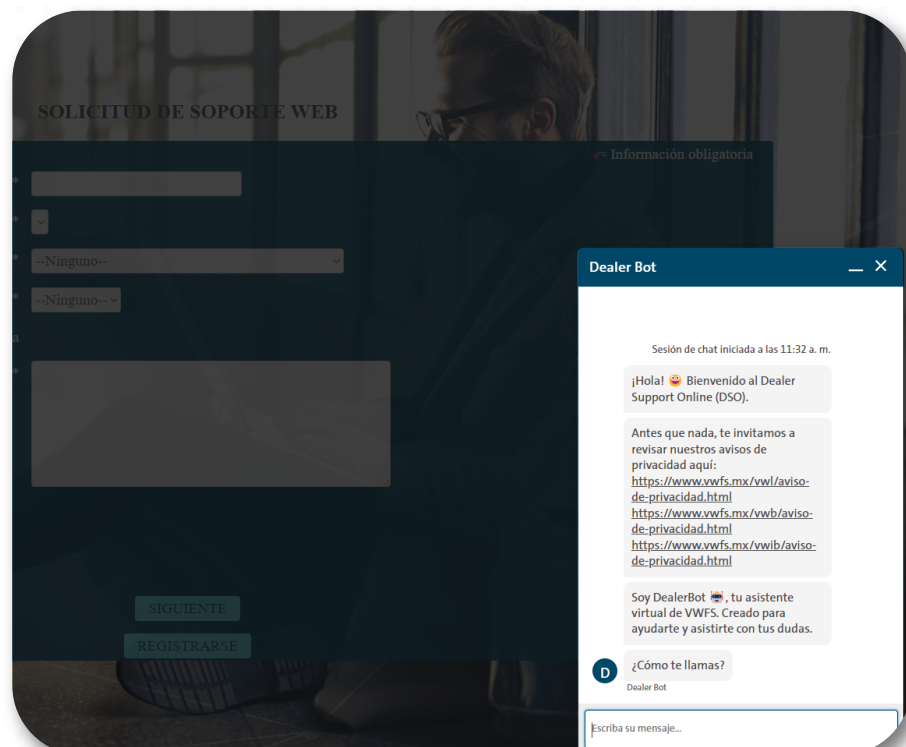 SOLICITUD DE SOPORTE WEB
*= Información obligatoria
*
*
* --Ninguno--
* --Ninguno--
a
*
SIGUIENTE
REGISTRARSE
Dealer Bot
Sesión de chat iniciada a las 11:32 a. m.
¡Hola! 😀 Bienvenido al Dealer
Support Online (DSO).
Antes que nada, te invitamos a
revisar nuestros avisos de
privacidad aquí:
https://www.vwfs.mx/vwl/aviso-
de-privacidad.html
https://www.vwfs.mx/vwb/aviso-
de-privacidad.html
https://www.vwfs.mx/vwib/aviso-
de-privacidad.html
Soy DealerBot 🤖, tu asistente
virtual de VWFS. Creado para
ayudarte y asistirte con tus dudas.
¿Cómo te llamas?
D
Dealer Bot
Escriba su mensaje...